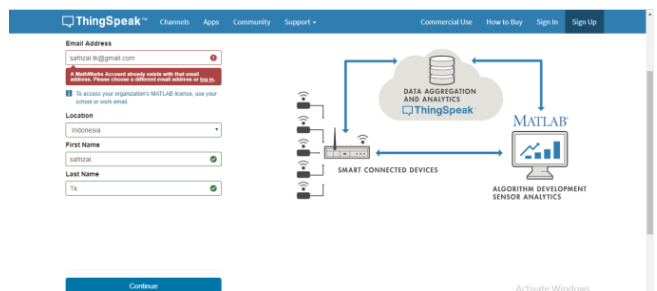 ThingSpeak™ Channels Apps Community Support Commercial Use How to Buy Sign In Sign Up
Email Address
safrizal.tk@gmail.com
A MathWorks Account already exists with that email
address. Please choose a different email address or log in.
To access your organization's MATLAB license, use your
school or work email.
Location
Indonesia
First Name
safrizal
Last Name
Tk
Continue
DATA AGGREGATION
AND ANALYTICS
ThingSpeak
MATLAB®
SMART CONNECTED DEVICES
ALGORITHM DEVELOPMENT
SENSOR ANALYTICS
Activate Windows